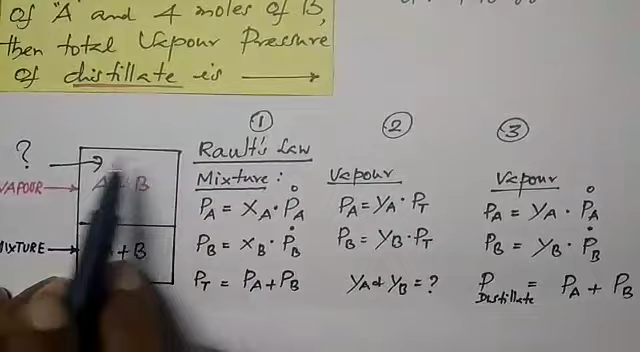 of "A" and 4 moles of B,
then total Vapour Pressure
of distillate is
① ② ③
?
Rault's Law
VAPOUR
B
Mixture:
Vapour
Vapour
P_A = X_A · P°_A
P_A = Y_A · P_T
P_A = Y_A · P°_A
MIXTURE
+B
P_B = X_B · P°_B
P_B = Y_B · P_T
P_B = Y_B · P°_B
P_T = P_A + P_B
Y_A & Y_B = ?
P_Distillate = P_A + P_B